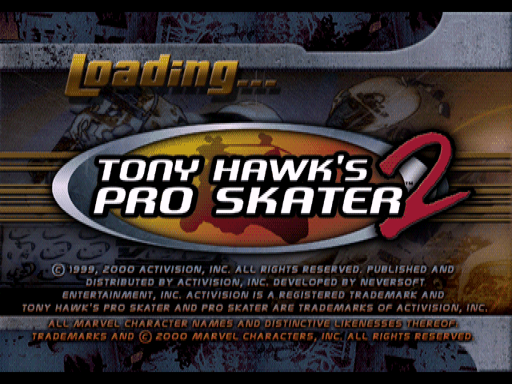 Loading...
TONY HAWK'S
PRO SKATER 2
™
© 1999, 2000 ACTIVISION, INC. ALL RIGHTS RESERVED. PUBLISHED AND
DISTRIBUTED BY ACTIVISION, INC. DEVELOPED BY NEVERSOFT
ENTERTAINMENT, INC. ACTIVISION IS A REGISTERED TRADEMARK AND
TONY HAWK'S PRO SKATER AND PRO SKATER ARE TRADEMARKS OF ACTIVISION, INC.
ALL MARVEL CHARACTER NAMES AND DISTINCTIVE LIKENESSES THEREOF:
TRADEMARKS AND © 2000 MARVEL CHARACTERS, INC. ALL RIGHTS RESERVED.